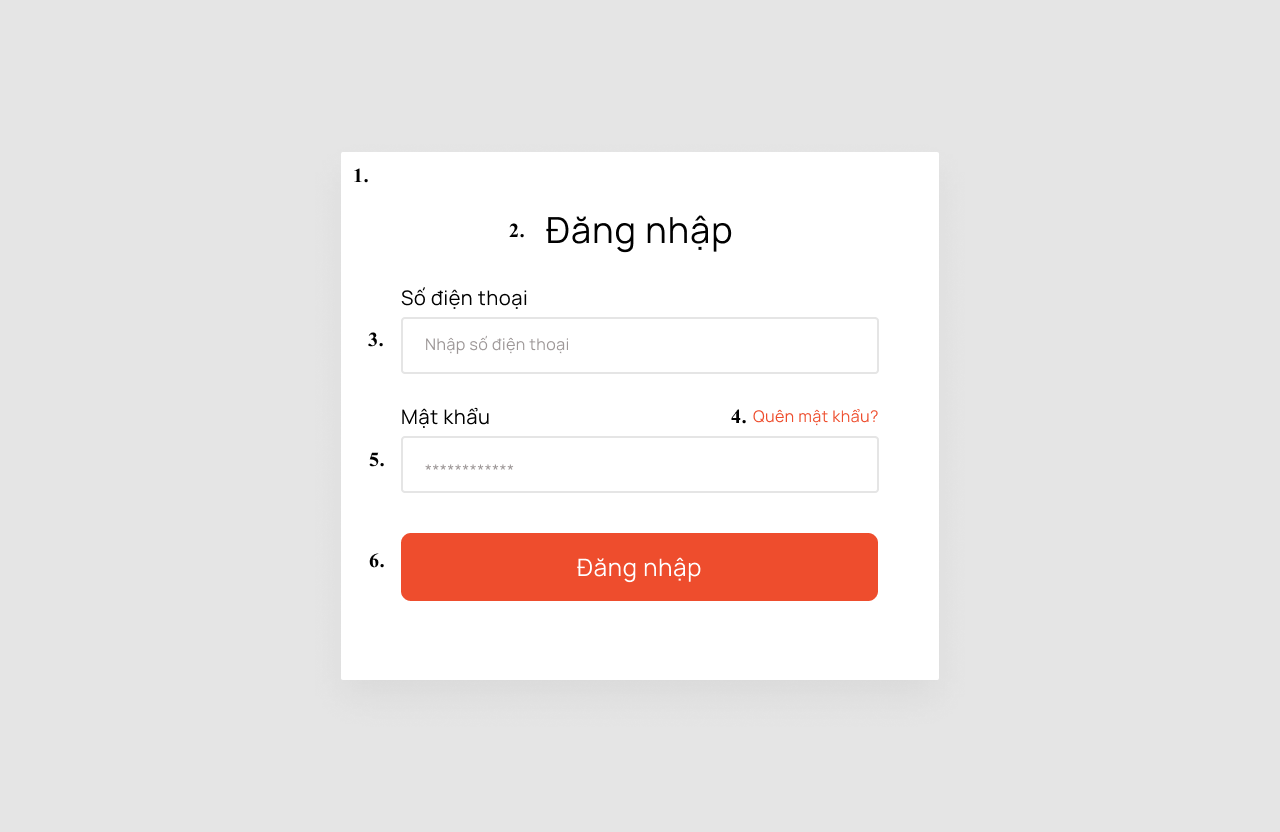 1.
2. Đăng nhập
Số điện thoại
3. Nhập số điện thoại
Mật khẩu 4. Quên mật khẩu?
5. ************
6. Đăng nhập